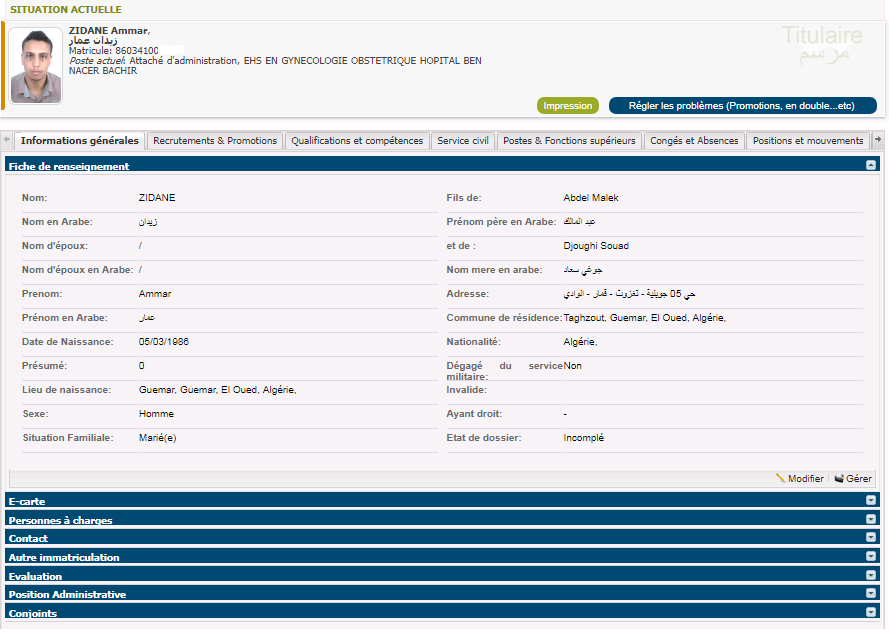 SITUATION ACTUELLE
ZIDANE Ammar,
زيدات عمار
Matricule: 86034100
Poste actuel: Attaché d'administration, EHS EN GYNECOLOGIE OBSTETRIQUE HOPITAL BEN
NACER BACHIR
Titulaire
مرسم
Impression
Régler les problèmes (Promotions, en double...etc)
Informations générales
Recrutements & Promotions
Qualifications et compétences
Service civil
Postes & Fonctions supérieurs
Congés et Absences
Positions et mouvements
Fiche de renseignement
Nom: ZIDANE
Fils de: Abdel Malek
Nom en Arabe: زيدان
Prénom père en Arabe: عبد المالك
Nom d'époux: /
et de : Djoughi Souad
Nom d'époux en Arabe: /
Nom mere en arabe: جوغي سعاد
Prenom: Ammar
Adresse: حي 05 جويلية - تغزوت - قمار - الوادي
Prénom en Arabe: عمار
Commune de résidence: Taghzout, Guemar, El Oued, Algérie,
Date de Naissance: 05/03/1986
Nationalité: Algérie,
Présumé: 0
Dégagé du service Non
militaire:
Lieu de naissance: Guemar, Guemar, El Oued, Algérie,
Invalide:
Sexe: Homme
Ayant droit: -
Situation Familiale: Marié(e)
Etat de dossier: Incomplé
Modifier
Gérer
E-carte
Personnes à charges
Contact
Autre immatriculation
Evaluation
Position Administrative
Conjoints